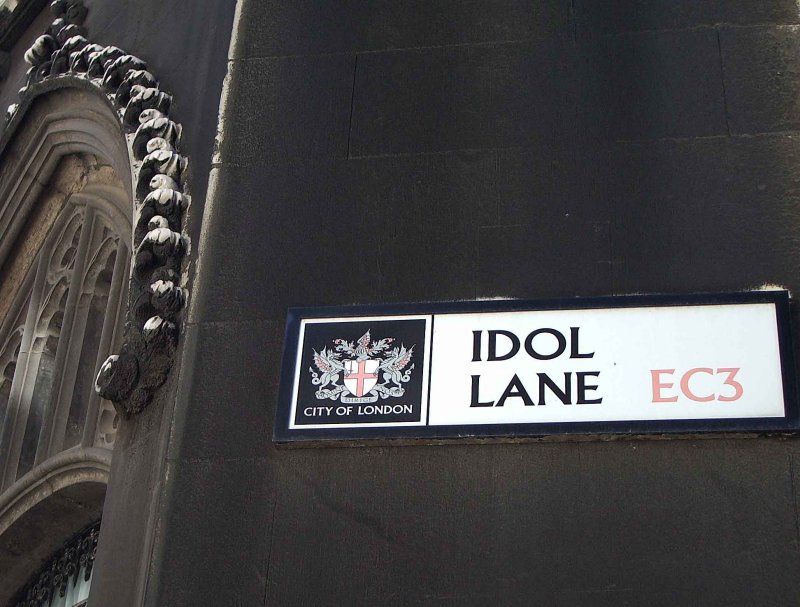 IDOL
LANE EC3
CITY OF LONDON